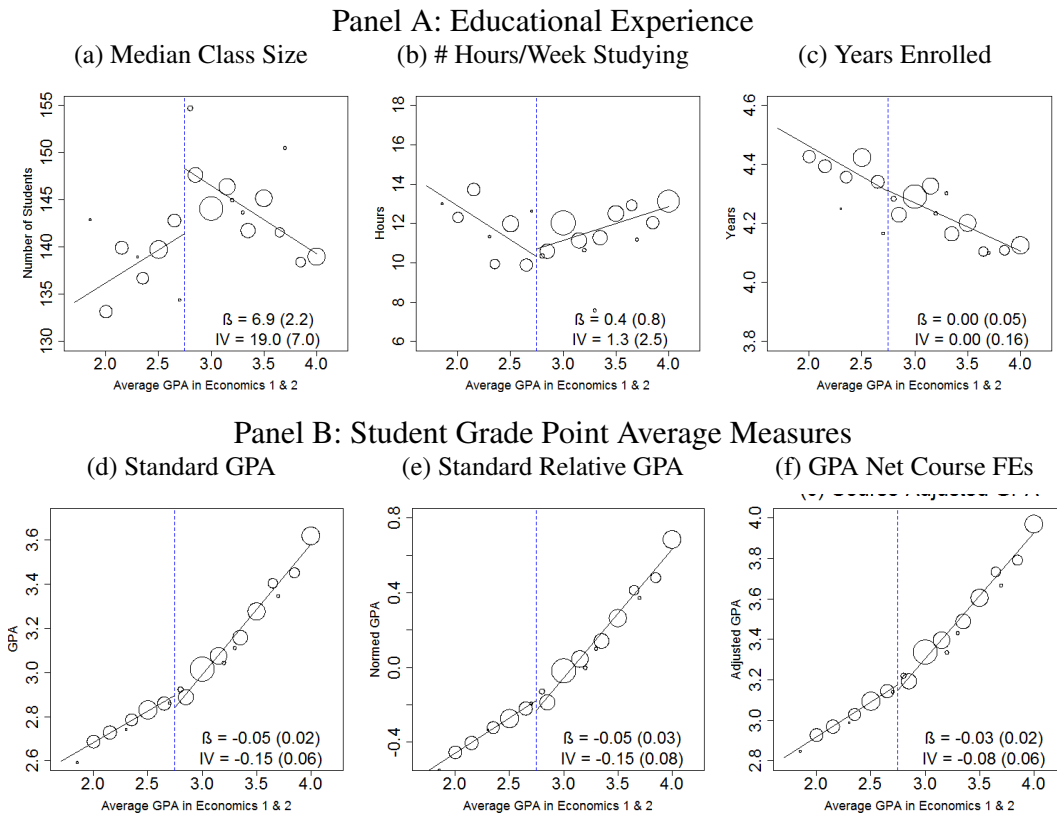 Panel A: Educational Experience
(a) Median Class Size
(b) # Hours/Week Studying
(c) Years Enrolled
Number of Students
130 135 140 145 150 155
ß = 6.9 (2.2)
IV = 19.0 (7.0)
2.0 2.5 3.0 3.5 4.0
Average GPA in Economics 1 & 2
Hours
6 8 10 12 14 16 18
ß = 0.4 (0.8)
IV = 1.3 (2.5)
2.0 2.5 3.0 3.5 4.0
Average GPA in Economics 1 & 2
Years
3.8 4.0 4.2 4.4 4.6
ß = 0.00 (0.05)
IV = 0.00 (0.16)
2.0 2.5 3.0 3.5 4.0
Average GPA in Economics 1 & 2
Panel B: Student Grade Point Average Measures
(d) Standard GPA
(e) Standard Relative GPA
(f) GPA Net Course FEs
GPA
2.6 2.8 3.0 3.2 3.4 3.6
ß = -0.05 (0.02)
IV = -0.15 (0.06)
2.0 2.5 3.0 3.5 4.0
Average GPA in Economics 1 & 2
Normed GPA
-0.4 0.0 0.4 0.8
ß = -0.05 (0.03)
IV = -0.15 (0.08)
2.0 2.5 3.0 3.5 4.0
Average GPA in Economics 1 & 2
Adjusted GPA
2.8 3.0 3.2 3.4 3.6 3.8 4.0
ß = -0.03 (0.02)
IV = -0.08 (0.06)
2.0 2.5 3.0 3.5 4.0
Average GPA in Economics 1 & 2